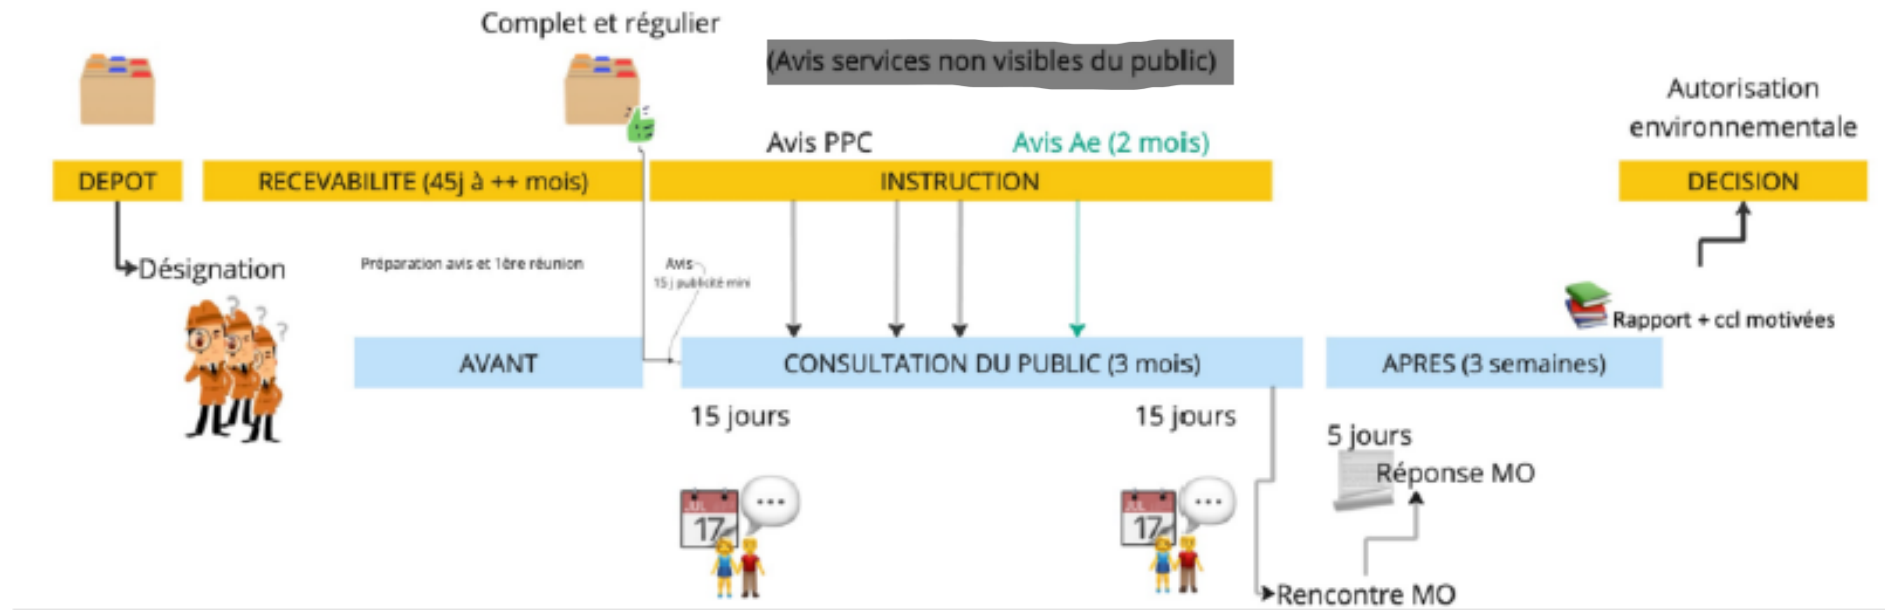 Complet et régulier
(Avis services non visibles du public)
Autorisation
environnementale
Avis PPC
Avis Ae (2 mois)
DEPOT
RECEVABILITE (45j à ++ mois)
INSTRUCTION
DECISION
Désignation
Préparation avis et 1ère réunion
Avis
15 j publicité mini
Rapport + ccl motivées
AVANT
CONSULTATION DU PUBLIC (3 mois)
APRES (3 semaines)
15 jours
15 jours
5 jours
Réponse MO
JUL
17
JUL
17
Rencontre MO